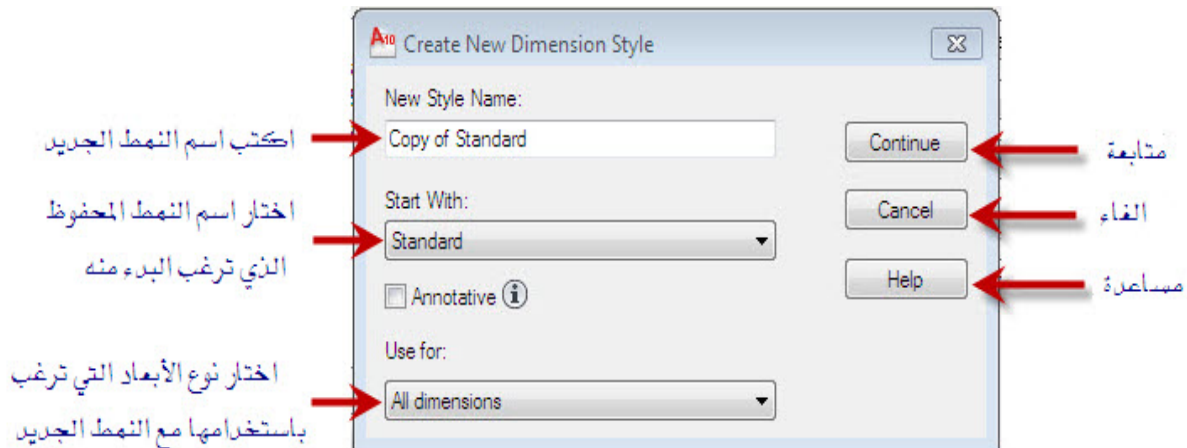 A10 Create New Dimension Style
New Style Name:
اكتب اسم النمط الجديد
Copy of Standard
Continue
متابعة
Start With:
اختار اسم النمط المحفوظ
الذي ترغب البدء منه
Standard
Cancel
الغاء
Annotative
Help
مساعدة
Use for:
اختار نوع الأبعاد التي ترغب
باستخدامها مع النمط الجديد
All dimensions